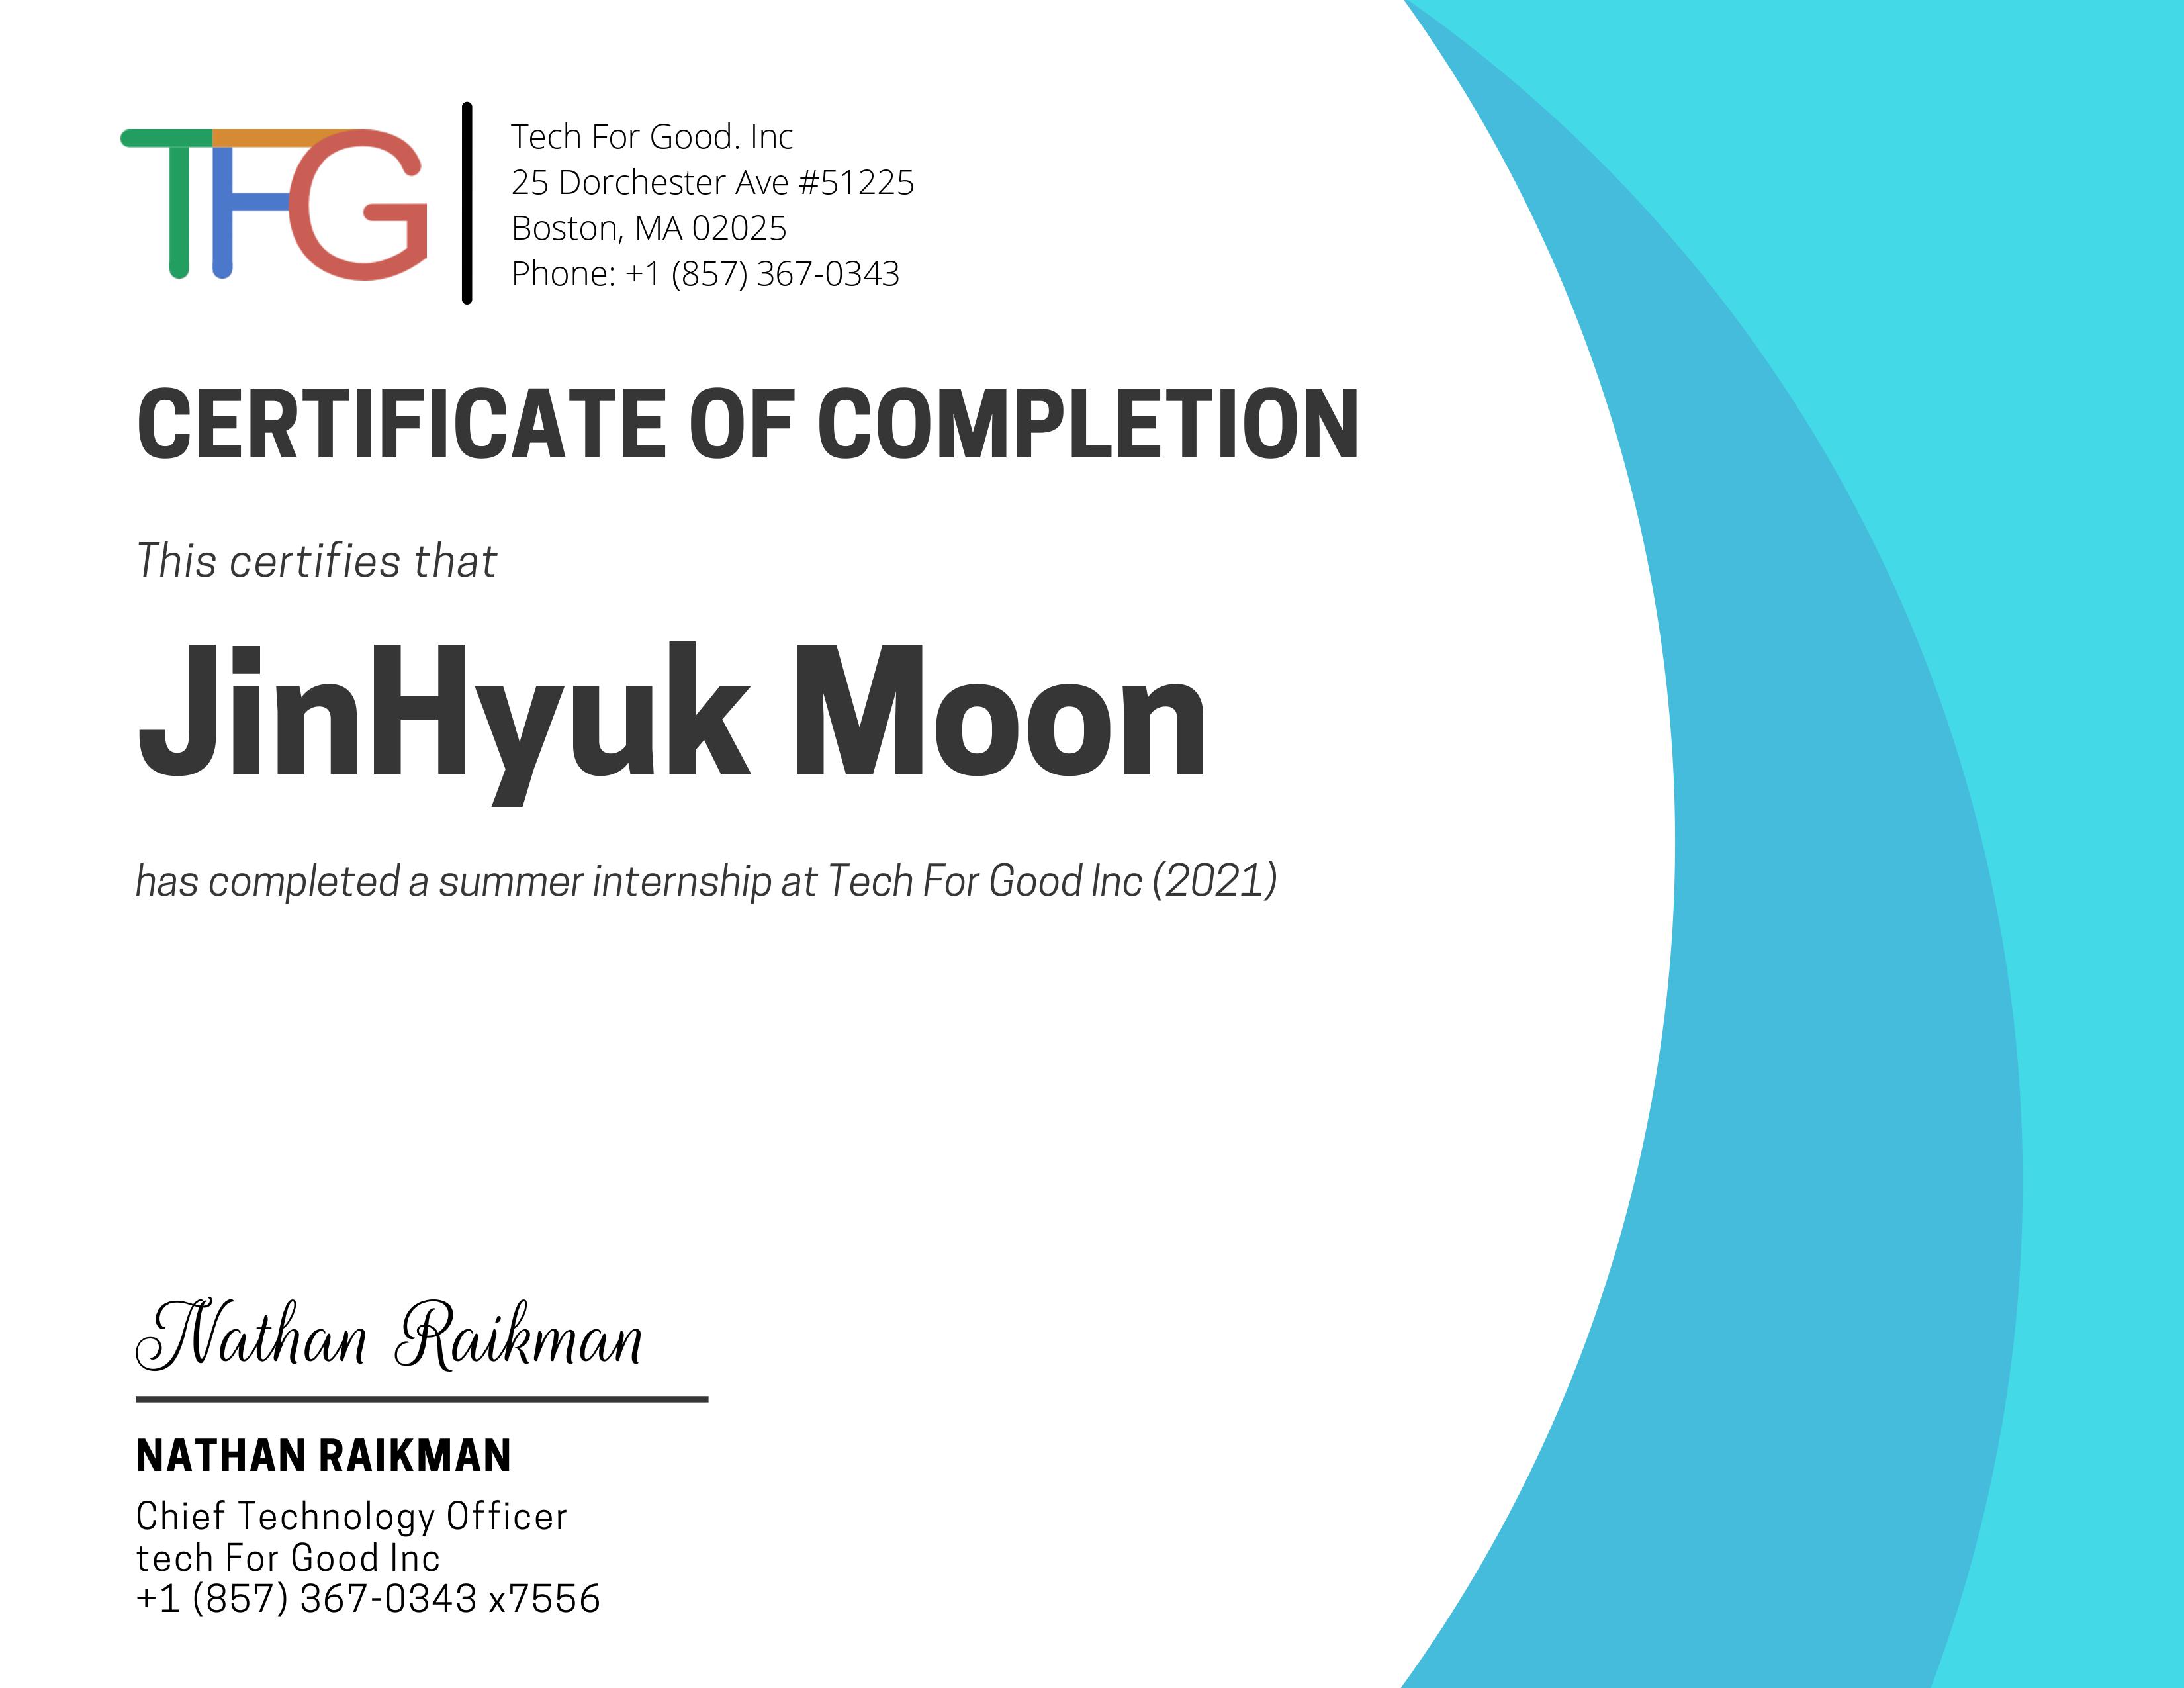 TFG
Tech For Good. Inc
25 Dorchester Ave #51225
Boston, MA 02025
Phone: +1 (857) 367-0343
CERTIFICATE OF COMPLETION
This certifies that
JinHyuk Moon
has completed a summer internship at Tech For Good Inc (2021)
Nathan Raikman
NATHAN RAIKMAN
Chief Technology Officer
tech For Good Inc
+1 (857) 367-0343 x7556